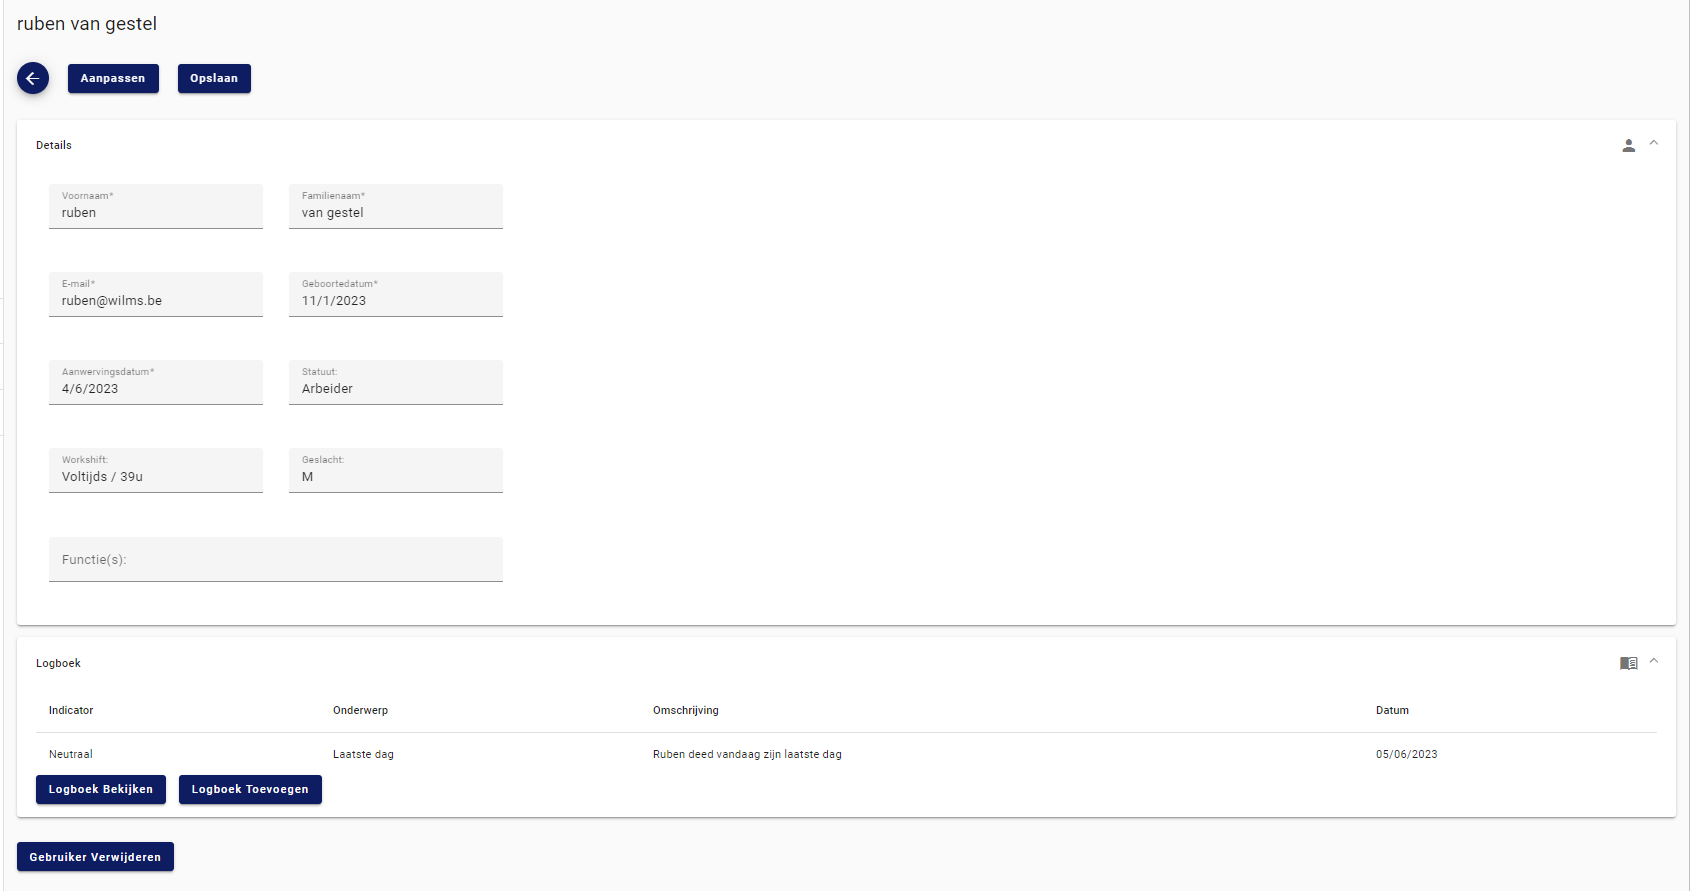 ruben van gestel
Aanpassen Opslaan
Details
Voornaam* Familienaam*
ruben van gestel
E-mail* Geboortedatum*
ruben@wilms.be 11/1/2023
Aanwervingsdatum* Statuut:
4/6/2023 Arbeider
Workshift: Geslacht:
Voltijds / 39u M
Functie(s):
Logboek
Indicator Onderwerp Omschrijving Datum
Neutraal Laatste dag Ruben deed vandaag zijn laatste dag 05/06/2023
Logboek Bekijken Logboek Toevoegen
Gebruiker Verwijderen